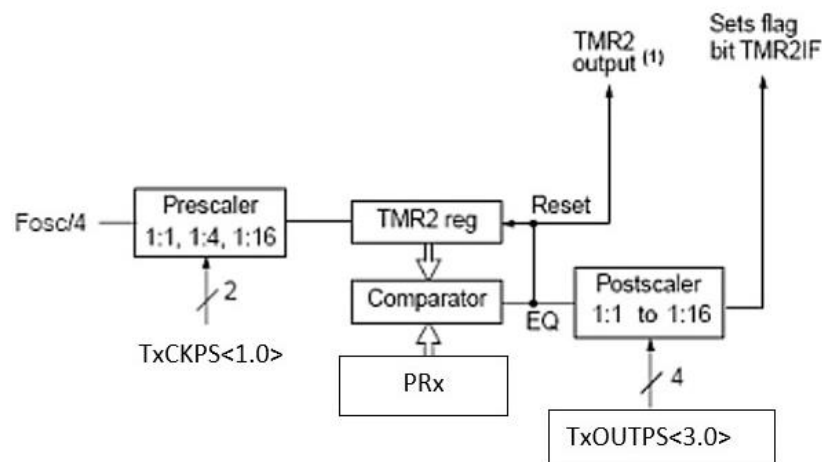 TMR2
output (1)
Sets flag
bit TMR2IF
Fosc/4
Prescaler
1:1, 1:4, 1:16
TMR2 reg
Reset
2
Comparator
EQ
Postscaler
1:1 to 1:16
TxCKPS<1.0>
PRx
4
TxOUTPS<3.0>